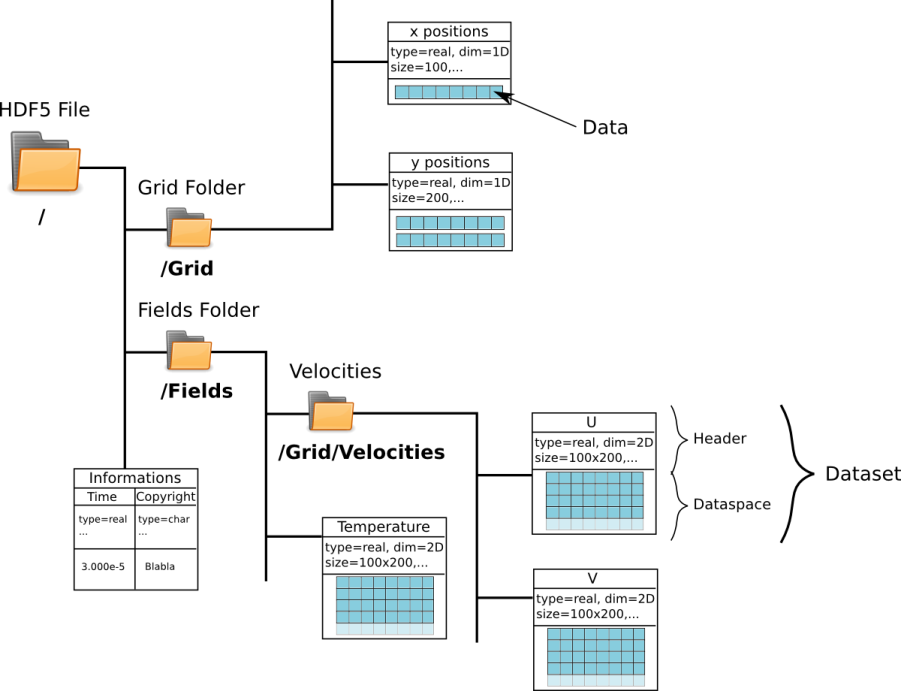 x positions
type=real, dim=1D
size=100,...
HDF5 File
Data
/
y positions
type=real, dim=1D
size=200,...
Grid Folder
/Grid
Fields Folder
/Fields
Velocities
/Grid/Velocities
U
type=real, dim=2D
size=100x200,...
Header
Dataspace
Dataset
Informations
Time Copyright
type=real type=char
... ...
3.000e-5 Blabla
Temperature
type=real, dim=2D
size=100x200,...
V
type=real, dim=2D
size=100x200,...